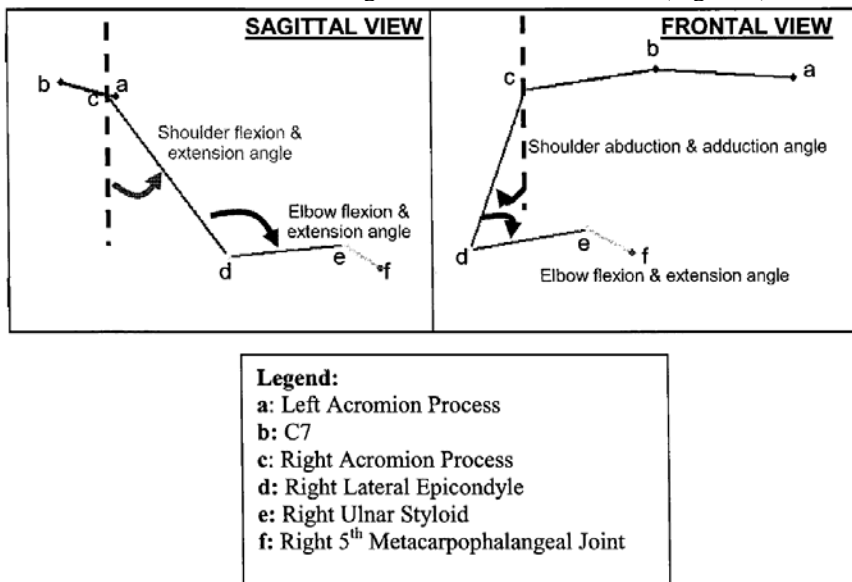 SAGITTAL VIEW
b
c
a
Shoulder flexion &
extension angle
Elbow flexion &
extension angle
d
e
f
FRONTAL VIEW
b
c
a
Shoulder abduction & adduction angle
d
e
f
Elbow flexion & extension angle
Legend:
a: Left Acromion Process
b: C7
c: Right Acromion Process
d: Right Lateral Epicondyle
e: Right Ulnar Styloid
f: Right 5th Metacarpophalangeal Joint